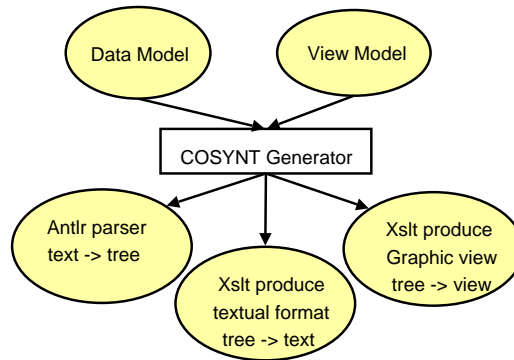 Data Model
View Model
COSYNT Generator
Antlr parser
text -> tree
Xslt produce
textual format
tree -> text
Xslt produce
Graphic view
tree -> view